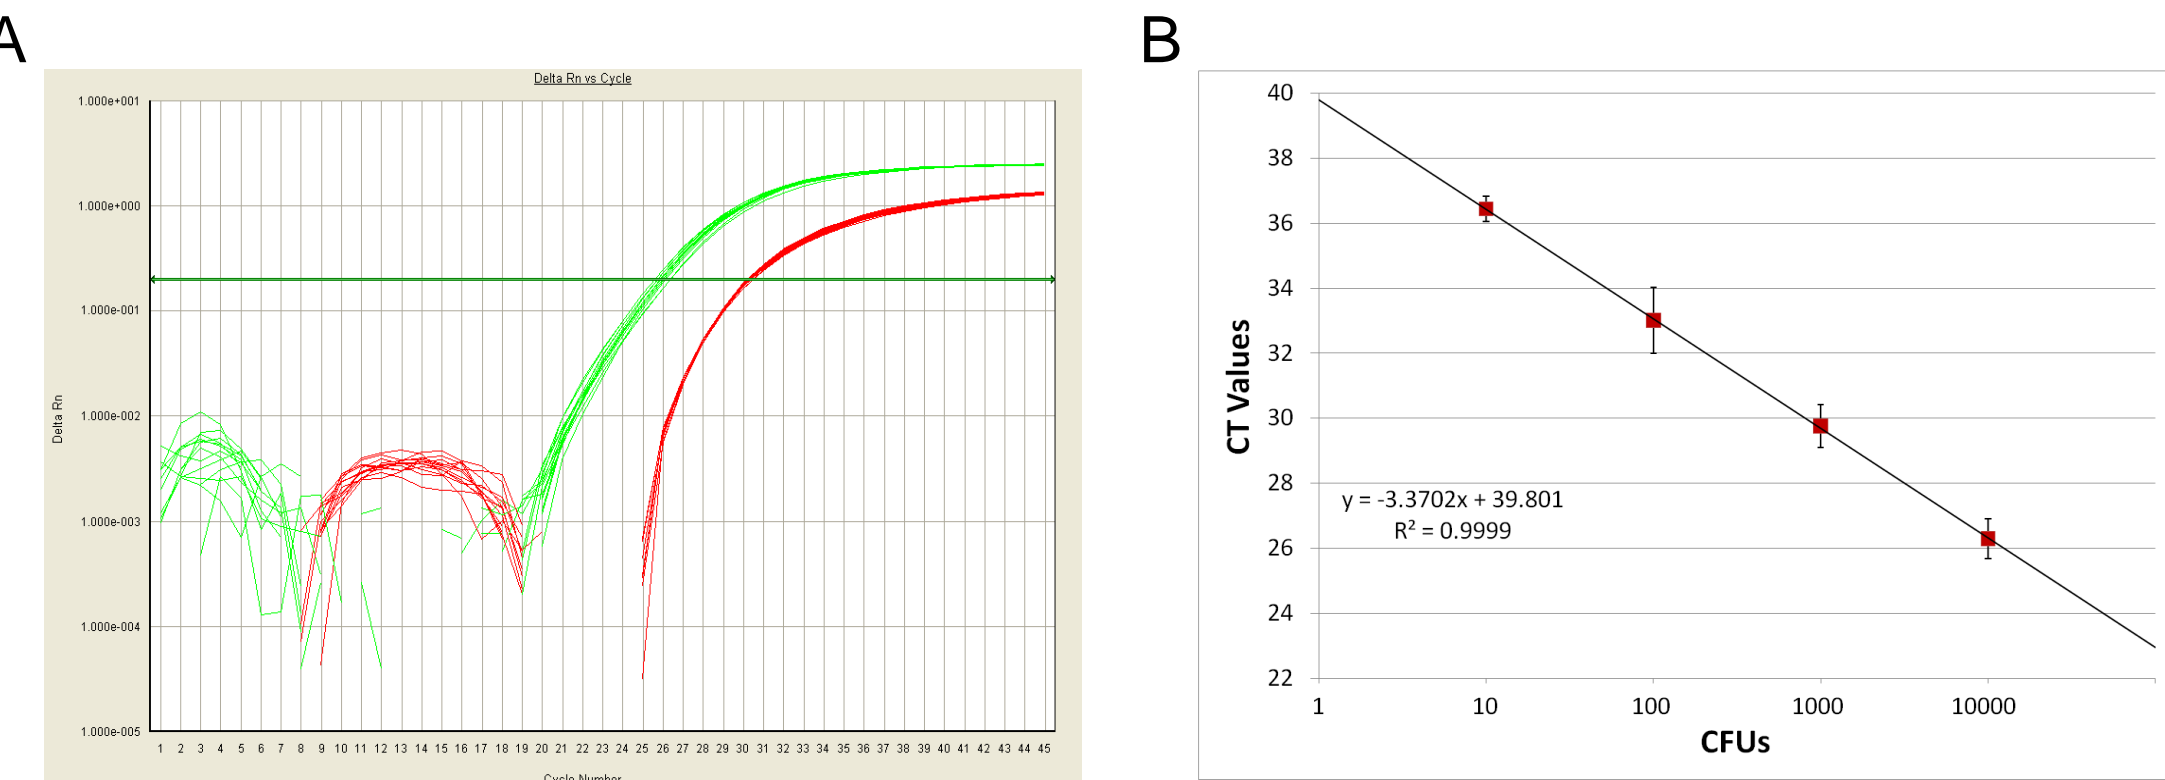 A
B
Delta Rn vs Cycle
1.000e+001
1.000e+000
1.000e-001
1.000e-002
1.000e-003
1.000e-004
1.000e-005
Delta Rn
1 2 3 4 5 6 7 8 9 10 11 12 13 14 15 16 17 18 19 20 21 22 23 24 25 26 27 28 29 30 31 32 33 34 35 36 37 38 39 40 41 42 43 44 45
Cycle Number
40
38
36
34
32
30
28
26
24
22
CT Values
y = -3.3702x + 39.801
R² = 0.9999
1 10 100 1000 10000
CFUs